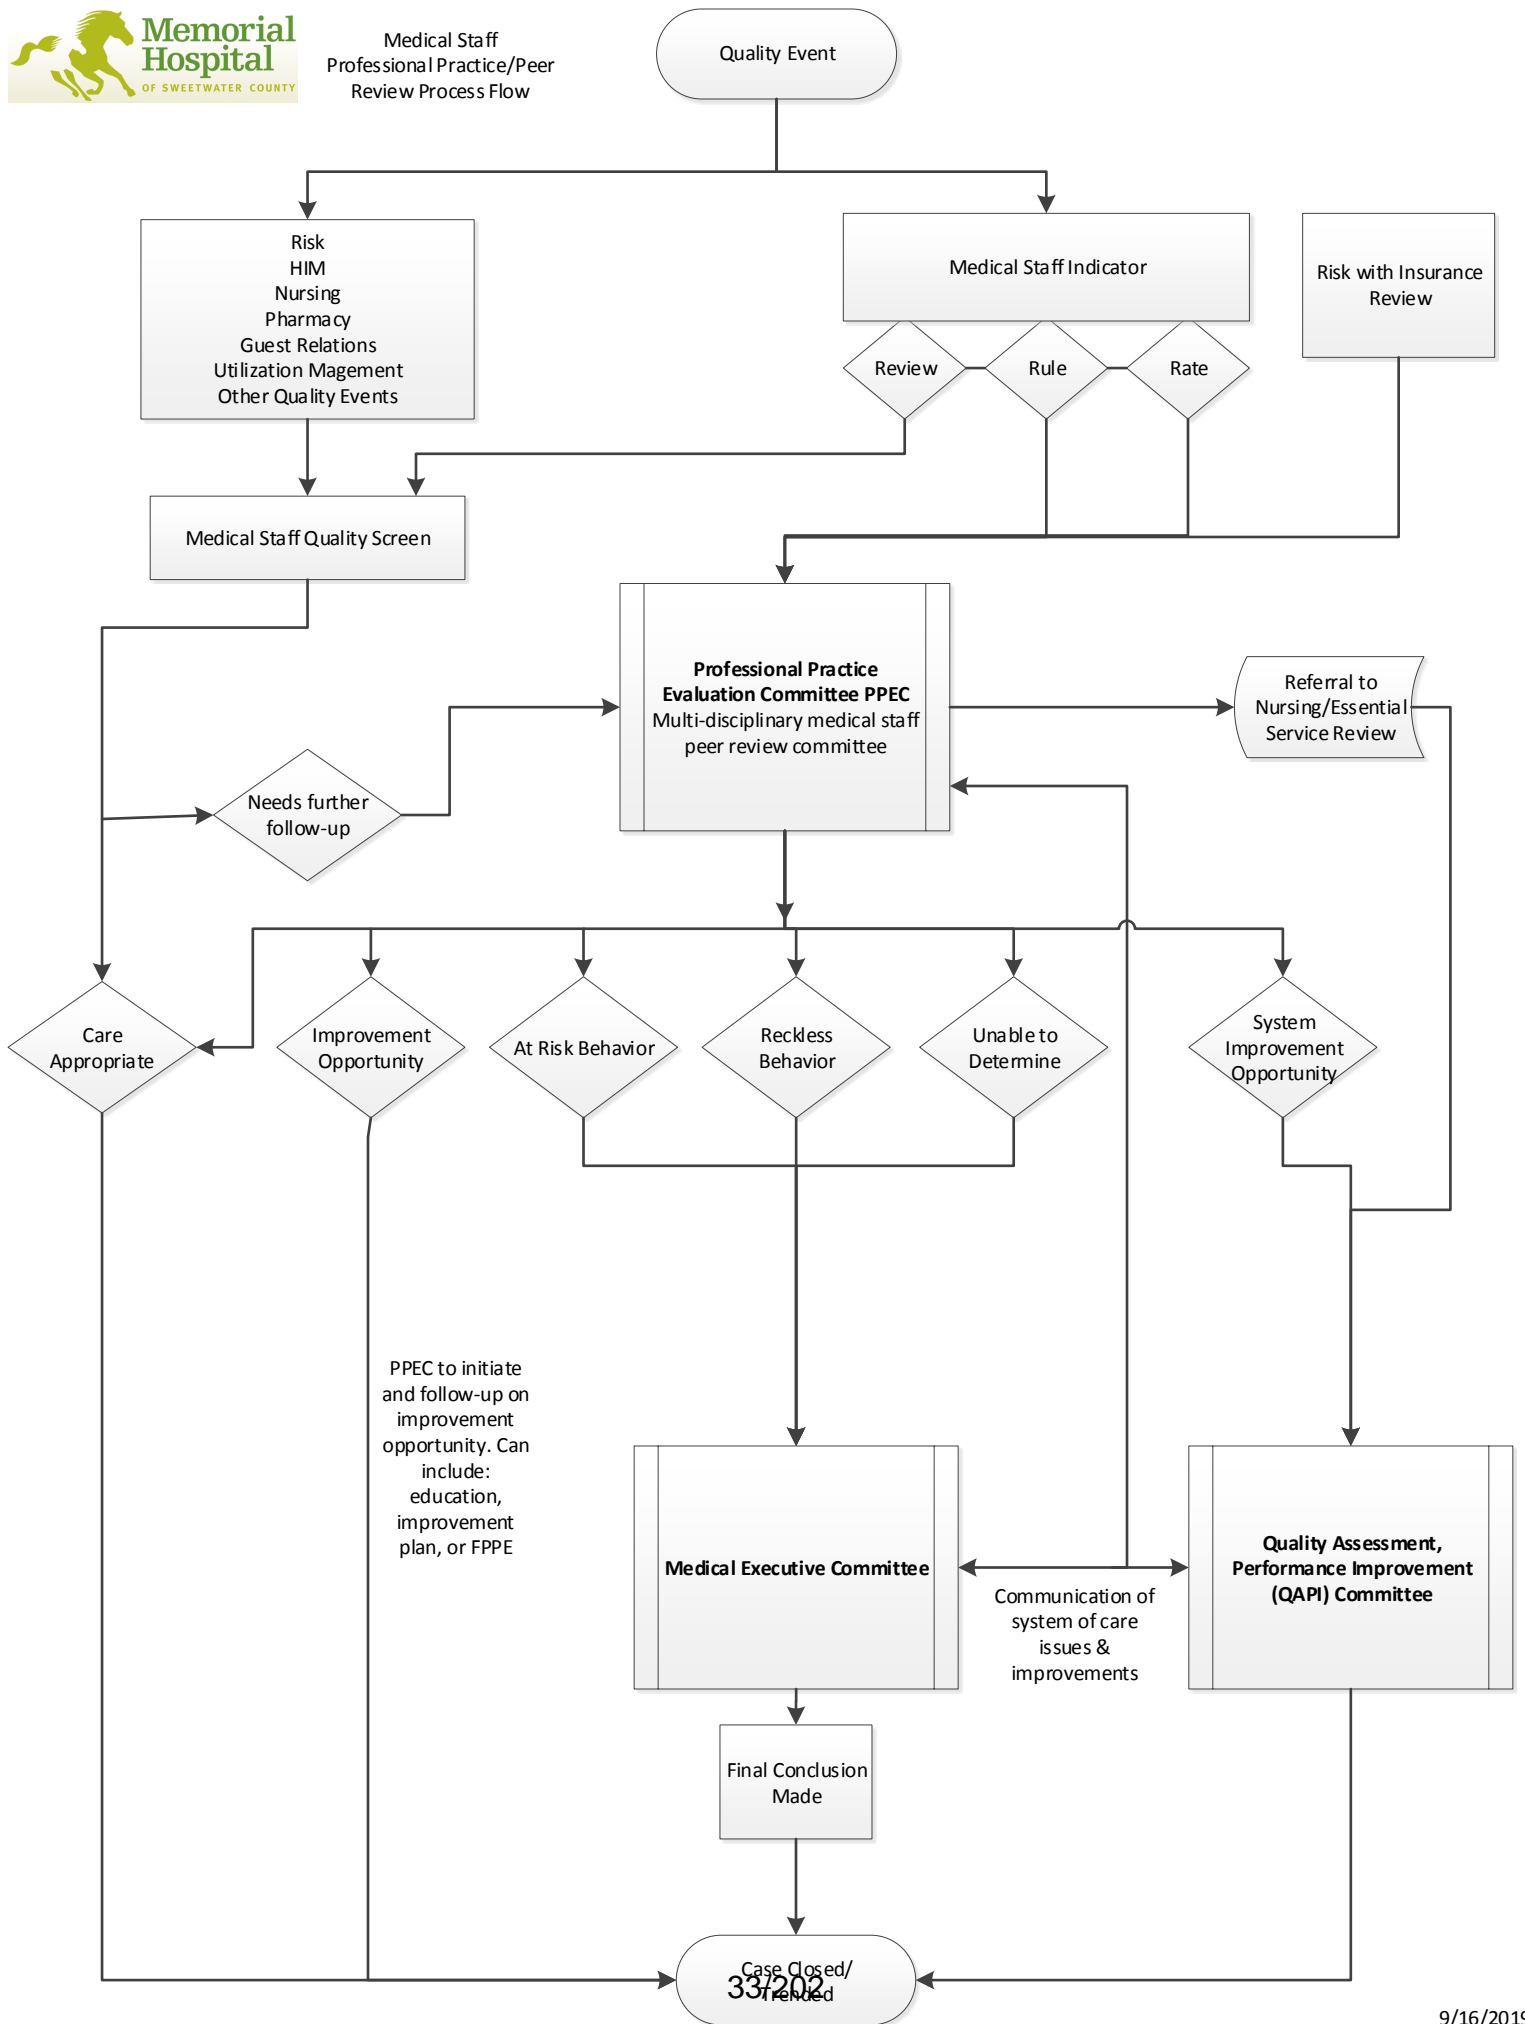 Memorial
Hospital
OF SWEETWATER COUNTY
Medical Staff
Professional Practice/Peer
Review Process Flow
Quality Event
Risk
HIM
Nursing
Pharmacy
Guest Relations
Utilization Magement
Other Quality Events
Medical Staff Indicator
Risk with Insurance
Review
Review
Rule
Rate
Medical Staff Quality Screen
Professional Practice
Evaluation Committee PPEC
Multi-disciplinary medical staff
peer review committee
Referral to
Nursing/Essential
Service Review
Needs further
follow-up
Care
Appropriate
Improvement
Opportunity
At Risk Behavior
Reckless
Behavior
Unable to
Determine
System
Improvement
Opportunity
PPEC to initiate
and follow-up on
improvement
opportunity. Can
include:
education,
improvement
plan, or FPPE
Medical Executive Committee
Communication of
system of care
issues &
improvements
Quality Assessment,
Performance Improvement
(QAPI) Committee
Final Conclusion
Made
Case Closed/
Trended
33/202
9/16/2019